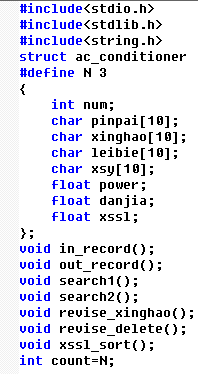 #include<stdio.h>
#include<stdlib.h>
#include<string.h>
struct ac_conditioner
#define N 3
{
    int num;
    char pinpai[10];
    char xinghao[10];
    char leibie[10];
    char xsy[10];
    float power;
    float danjia;
    float xssl;
};
void in_record();
void out_record();
void search1();
void search2();
void revise_xinghao();
void revise_delete();
void xssl_sort();
int count=N;